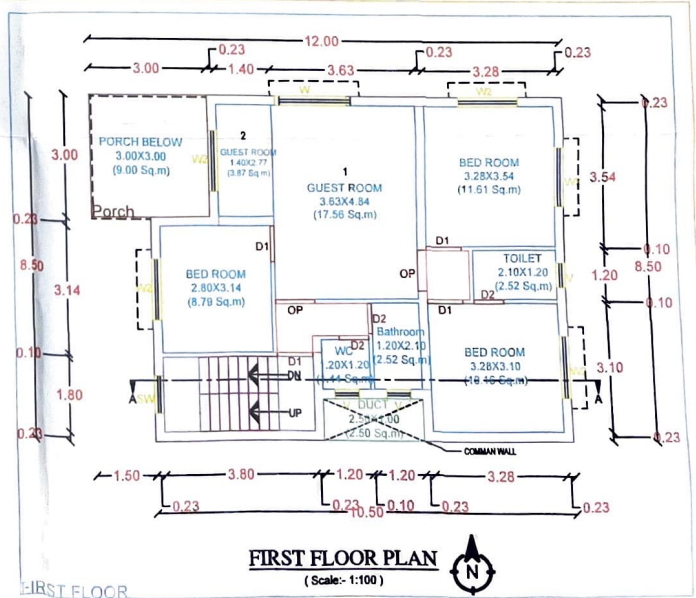 12.00
0.23
0.23
0.23
3.00
1.40
3.63
3.28
W
W2
PORCH BELOW
3.00X3.00
(9.00 Sq.m)
Porch
2
GUEST ROOM
1.40X2.77
(3.87 Sq.m)
W2
1
GUEST ROOM
3.63X4.84
(17.56 Sq.m)
BED ROOM
3.28X3.54
(11.61 Sq.m)
3.00
0.23
8.50
3.14
0.10
1.80
0.23
0.23
3.54
0.10
1.20
8.50
0.10
3.10
0.23
W2
D1
BED ROOM
2.80X3.14
(8.79 Sq.m)
D1
OP
TOILET
2.10X1.20
(2.52 Sq.m)
V
D2
D1
OP
D2
Bathroom
1.20X2.10
(2.52 Sq.m)
D2
WC
BED ROOM
3.28X3.10
D1
DN
UP
A
SW
A
V
V
DUCT
(2.50 Sq.m)
COMMAN WALL
1.50
3.80
1.20
1.20
3.28
0.23
0.23
0.10
0.23
0.23
10.50
FIRST FLOOR PLAN
(Scale:- 1:100)
N
FIRST FLOOR